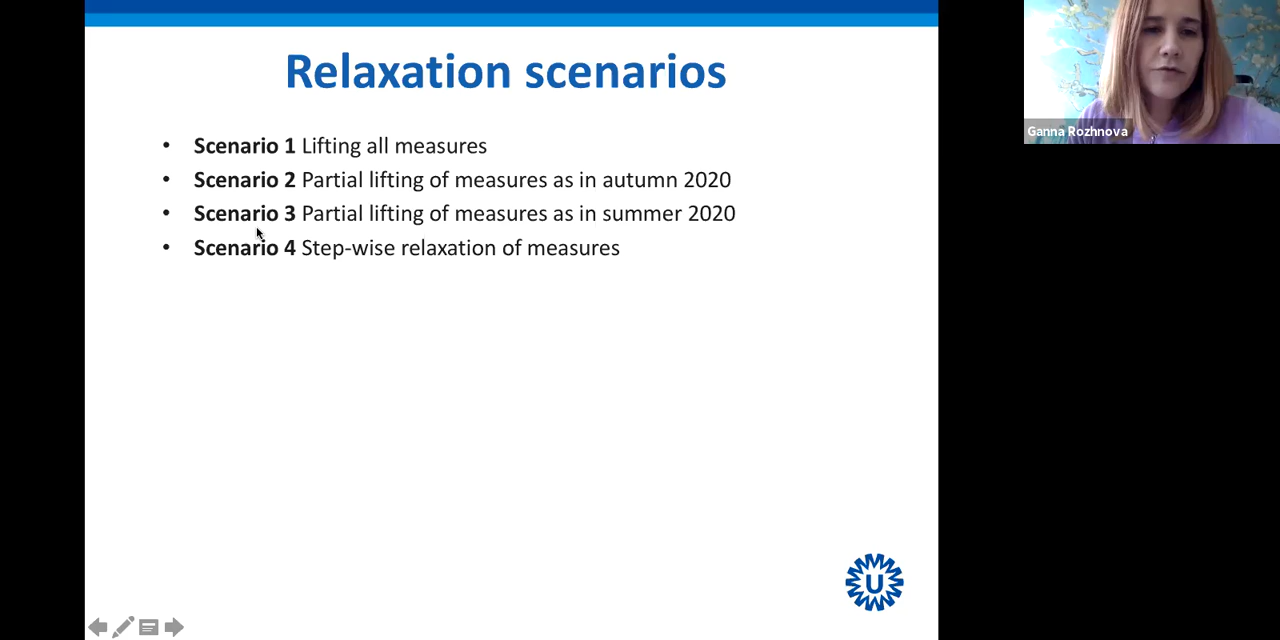 Relaxation scenarios
• Scenario 1 Lifting all measures
• Scenario 2 Partial lifting of measures as in autumn 2020
• Scenario 3 Partial lifting of measures as in summer 2020
• Scenario 4 Step-wise relaxation of measures
U
Ganna Rozhnova